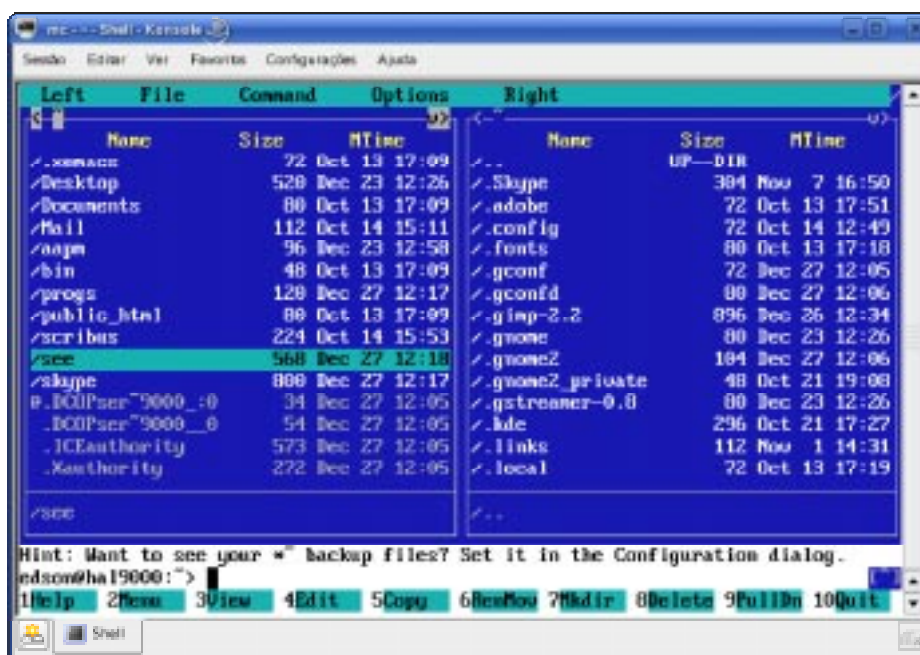 mc - ~ - Shell - Konsole
Sessão Editar Ver Favoritos Configurações Ajuda
Left File Command Options Right
<-~ v> <-~ v>
Name Size MTime Name Size MTime
/.xemacs 72 Oct 13 17:09 /.. UP--DIR
/Desktop 520 Dec 23 12:26 /.Skype 304 Nov 7 16:50
/Documents 80 Oct 13 17:09 /.adobe 72 Oct 13 17:51
/Mail 112 Oct 14 15:11 /.config 72 Oct 14 12:49
/aapm 96 Dec 23 12:58 /.fonts 80 Oct 13 17:18
/bin 48 Oct 13 17:09 /.gconf 72 Dec 27 12:05
/progs 128 Dec 27 12:17 /.gconfd 80 Dec 27 12:06
/public_html 80 Oct 13 17:09 /.gimp-2.2 896 Dec 26 12:34
/scribus 224 Oct 14 15:53 /.gnome 80 Dec 23 12:26
/see 568 Dec 27 12:18 /.gnome2 184 Dec 27 12:06
/skype 800 Dec 27 12:17 /.gnome2_private 48 Oct 21 19:08
@.DCOPser~9000_:0 34 Dec 27 12:05 /.gstreamer-0.8 80 Dec 23 12:26
.DCOPser~9000__0 54 Dec 27 12:05 /.kde 296 Oct 21 17:27
.ICEauthority 573 Dec 27 12:05 /.links 112 Nov 1 14:31
.Xauthority 272 Dec 27 12:05 /.local 72 Oct 13 17:19
/see /..
Hint: Want to see your *~ backup files? Set it in the Configuration dialog.
edson@hal9000:~>
1Help 2Menu 3View 4Edit 5Copy 6RenMov 7Mkdir 8Delete 9PullDn 10Quit
Shell